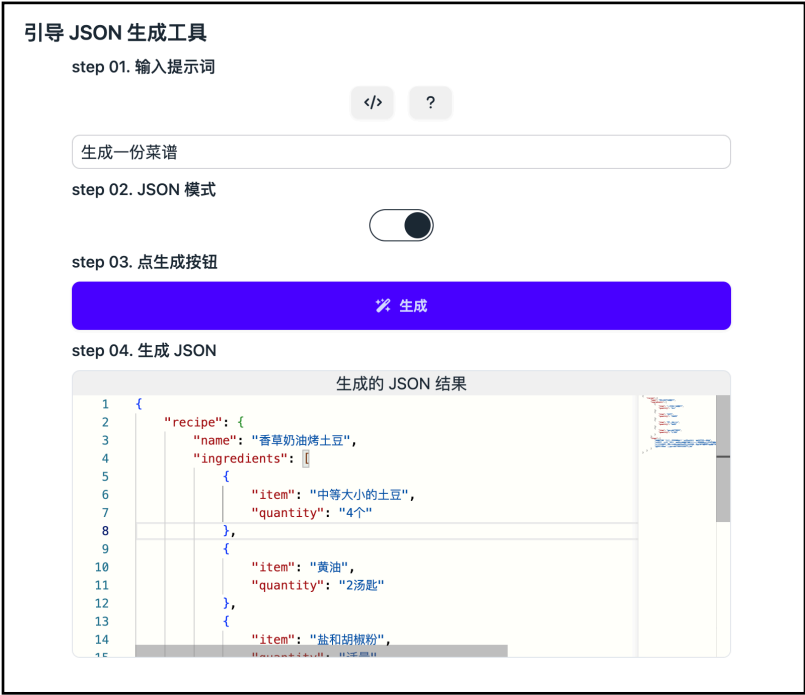 引导 JSON 生成工具
step 01. 输入提示词
</> ?
生成一份菜谱
step 02. JSON 模式
step 03. 点生成按钮
生成
step 04. 生成 JSON
生成的 JSON 结果
1 {
2 "recipe": {
3 "name": "香草奶油烤土豆",
4 "ingredients": [
5 {
6 "item": "中等大小的土豆",
7 "quantity": "4个"
8 },
9 {
10 "item": "黄油",
11 "quantity": "2汤匙"
12 },
13 {
14 "item": "盐和胡椒粉",
15 "quantity": "适量"